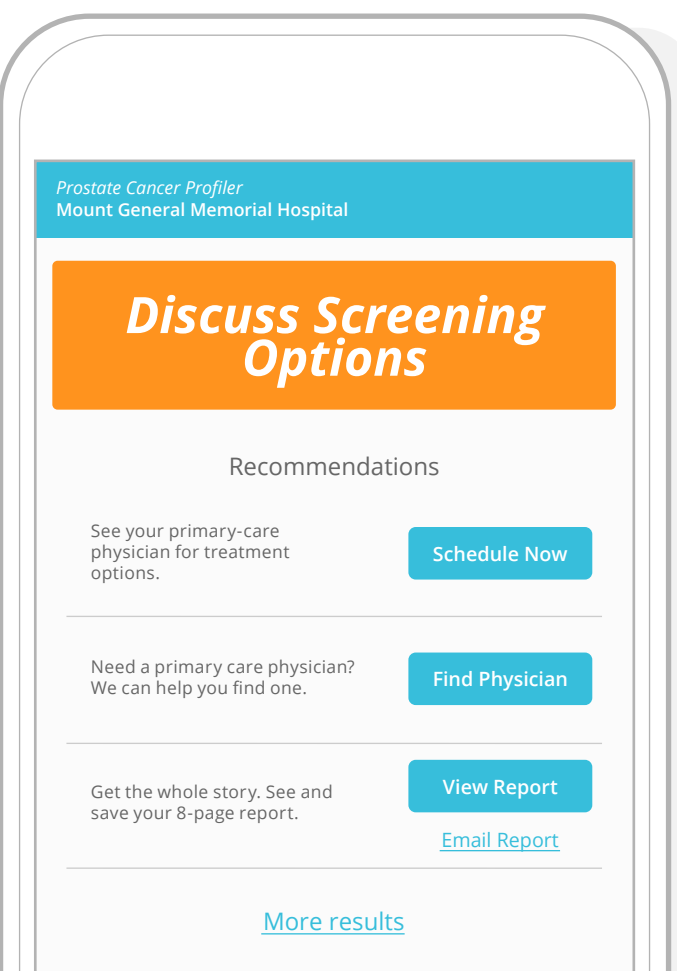 Prostate Cancer Profiler
Mount General Memorial Hospital
Discuss Screening
Options
Recommendations
See your primary-care
physician for treatment
options.
Schedule Now
Need a primary care physician?
We can help you find one.
Find Physician
Get the whole story. See and
save your 8-page report.
View Report
Email Report
More results